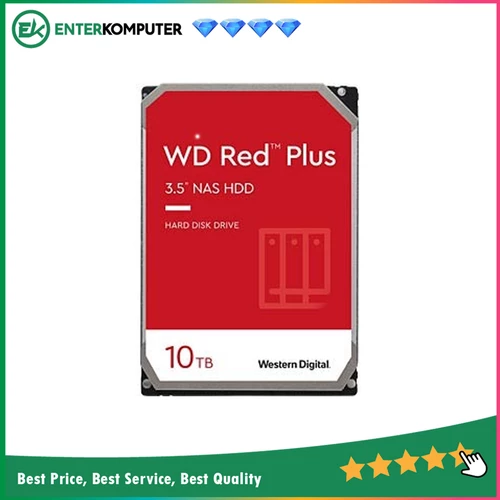 EK ENTERKOMPUTER
WD Red™ Plus
3.5" NAS HDD
HARD DISK DRIVE
10TB
Western Digital.
Best Price, Best Service, Best Quality